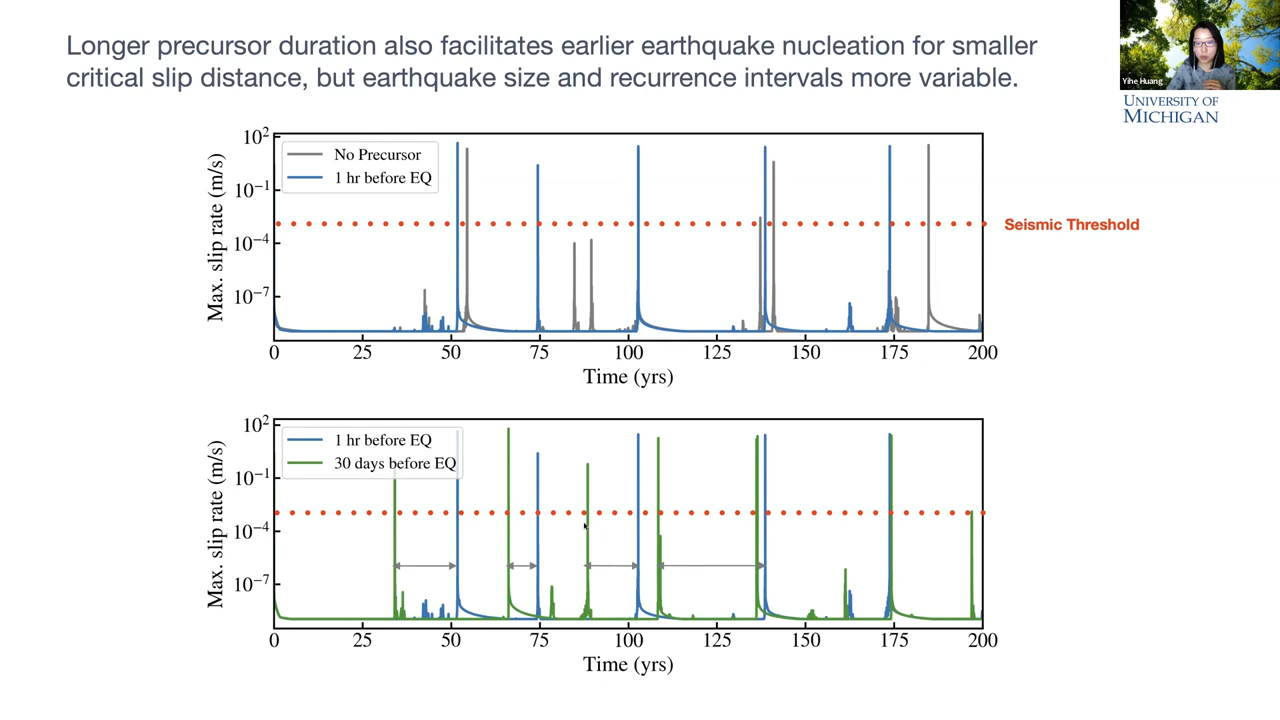 Longer precursor duration also facilitates earlier earthquake nucleation for smaller
critical slip distance, but earthquake size and recurrence intervals more variable.
Yihe Huang
UNIVERSITY OF
MICHIGAN
10²
10⁻¹
10⁻⁴
10⁻⁷
Max. slip rate (m/s)
No Precursor
1 hr before EQ
Seismic Threshold
0 25 50 75 100 125 150 175 200
Time (yrs)
10²
10⁻¹
10⁻⁴
10⁻⁷
Max. slip rate (m/s)
1 hr before EQ
30 days before EQ
0 25 50 75 100 125 150 175 200
Time (yrs)